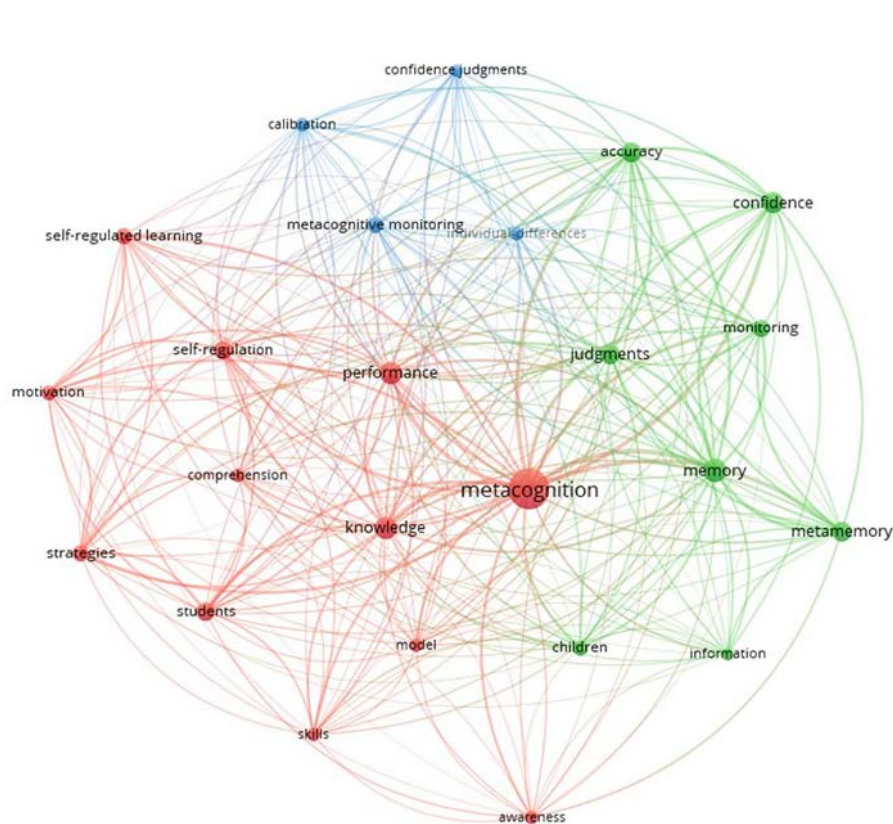 confidence judgments
calibration
accuracy
confidence
metacognitive monitoring
individual differences
self-regulated learning
monitoring
self-regulation
judgments
performance
motivation
memory
comprehension
metacognition
knowledge
metamemory
strategies
students
model
children
information
skills
awareness